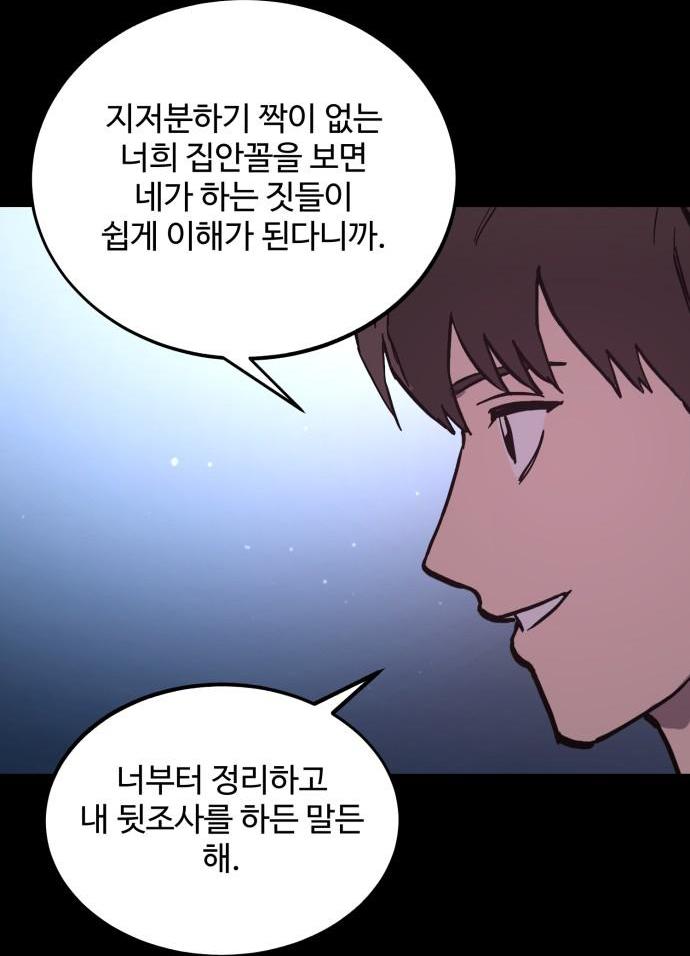 지저분하기 짝이 없는
너희 집안꼴을 보면
네가 하는 짓들이
쉽게 이해가 된다니까.
너부터 정리하고
내 뒷조사를 하든 말든
해.